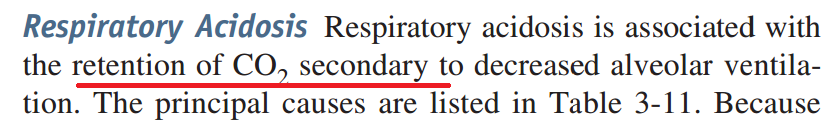 Respiratory Acidosis Respiratory acidosis is associated with
the retention of CO₂ secondary to decreased alveolar ventila-
tion. The principal causes are listed in Table 3-11. Because